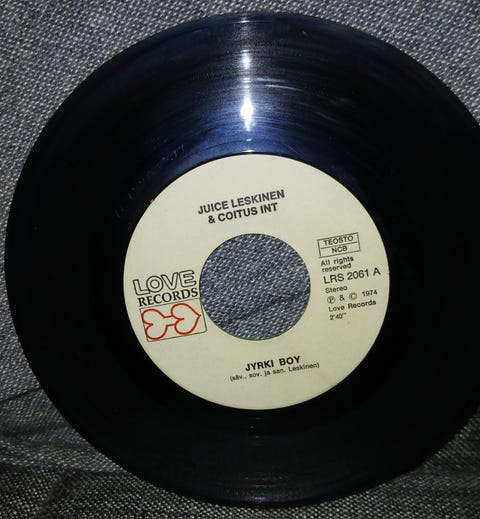 JUICE LESKINEN
& COITUS INT
LOVE
RECORDS
TEOSTO
NCB
All rights
reserved
LRS 2061 A
Stereo
Ⓟ & © 1974
Love Records
2'40"
JYRKI BOY
(säv., sov. ja san. Leskinen)